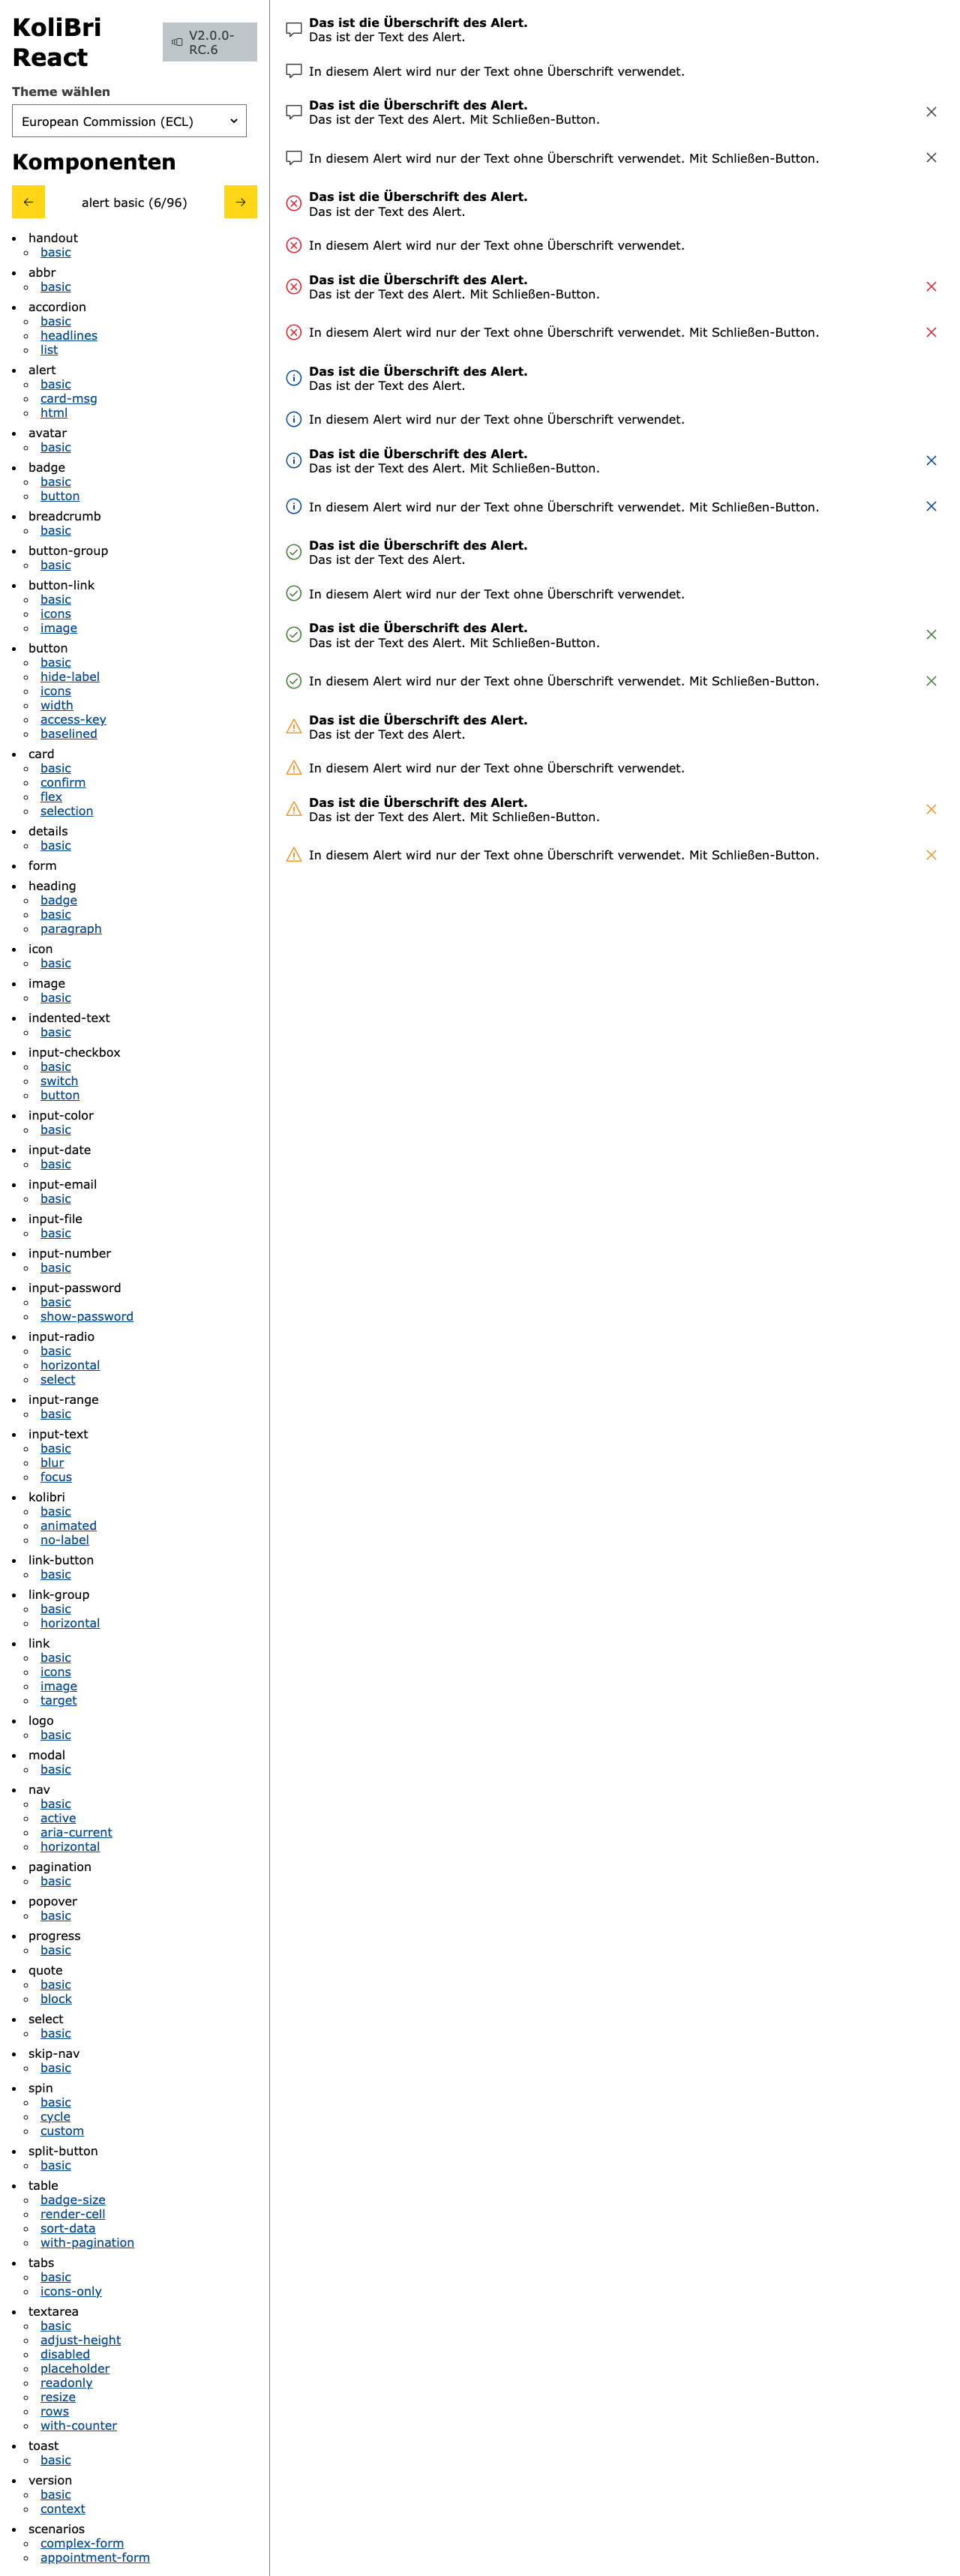 KoliBri
React
V2.0.0-
RC.6
Theme wählen
European Commission (ECL)
Komponenten
← alert basic (6/96) →
handout
basic
abbr
basic
accordion
basic
headlines
list
alert
basic
card-msg
html
avatar
basic
badge
basic
button
breadcrumb
basic
button-group
basic
button-link
basic
icons
image
button
basic
hide-label
icons
width
access-key
baselined
card
basic
confirm
flex
selection
details
basic
form
heading
badge
basic
paragraph
icon
basic
image
basic
indented-text
basic
input-checkbox
basic
switch
button
input-color
basic
input-date
basic
input-email
basic
input-file
basic
input-number
basic
input-password
basic
show-password
input-radio
basic
horizontal
select
input-range
basic
input-text
basic
blur
focus
kolibri
basic
animated
no-label
link-button
basic
link-group
basic
horizontal
link
basic
icons
image
target
logo
basic
modal
basic
nav
basic
active
aria-current
horizontal
pagination
basic
popover
basic
progress
basic
quote
basic
block
select
basic
skip-nav
basic
spin
basic
cycle
custom
split-button
basic
table
badge-size
render-cell
sort-data
with-pagination
tabs
basic
icons-only
textarea
basic
adjust-height
disabled
placeholder
readonly
resize
rows
with-counter
toast
basic
version
basic
context
scenarios
complex-form
appointment-form
Das ist die Überschrift des Alert.
Das ist der Text des Alert.
In diesem Alert wird nur der Text ohne Überschrift verwendet.
Das ist die Überschrift des Alert.
Das ist der Text des Alert. Mit Schließen-Button.
In diesem Alert wird nur der Text ohne Überschrift verwendet. Mit Schließen-Button.
Das ist die Überschrift des Alert.
Das ist der Text des Alert.
In diesem Alert wird nur der Text ohne Überschrift verwendet.
Das ist die Überschrift des Alert.
Das ist der Text des Alert. Mit Schließen-Button.
In diesem Alert wird nur der Text ohne Überschrift verwendet. Mit Schließen-Button.
Das ist die Überschrift des Alert.
Das ist der Text des Alert.
In diesem Alert wird nur der Text ohne Überschrift verwendet.
Das ist die Überschrift des Alert.
Das ist der Text des Alert. Mit Schließen-Button.
In diesem Alert wird nur der Text ohne Überschrift verwendet. Mit Schließen-Button.
Das ist die Überschrift des Alert.
Das ist der Text des Alert.
In diesem Alert wird nur der Text ohne Überschrift verwendet.
Das ist die Überschrift des Alert.
Das ist der Text des Alert. Mit Schließen-Button.
In diesem Alert wird nur der Text ohne Überschrift verwendet. Mit Schließen-Button.
Das ist die Überschrift des Alert.
Das ist der Text des Alert.
In diesem Alert wird nur der Text ohne Überschrift verwendet.
Das ist die Überschrift des Alert.
Das ist der Text des Alert. Mit Schließen-Button.
In diesem Alert wird nur der Text ohne Überschrift verwendet. Mit Schließen-Button.